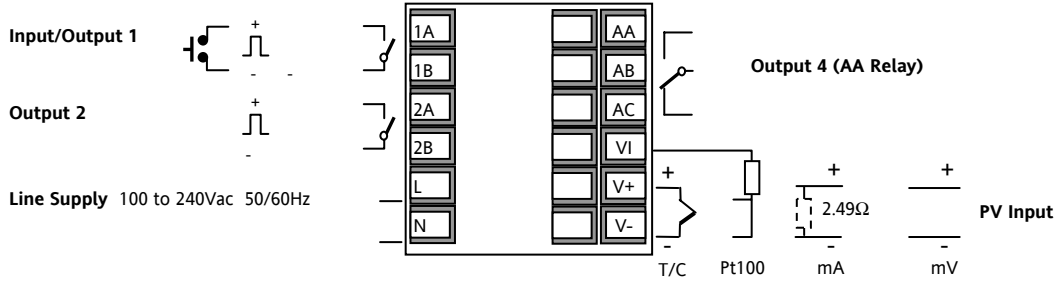 Input/Output 1
+
- -
Output 2
+
-
Line Supply 100 to 240Vac 50/60Hz
1A
1B
2A
2B
L
N
AA
AB
AC
VI
V+
V-
Output 4 (AA Relay)
+ + +
2.49Ω
PV Input
- - -
T/C Pt100 mA mV